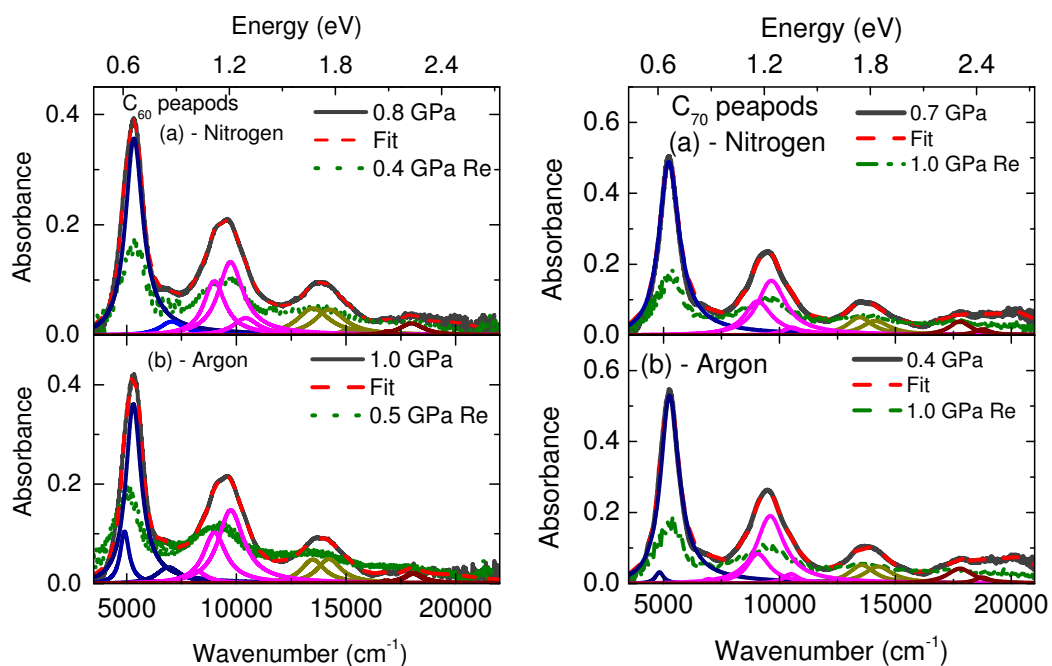 Energy (eV)
0.6 1.2 1.8 2.4
C60 peapods
(a) - Nitrogen
0.8 GPa
Fit
0.4 GPa Re
Absorbance
0.4
0.2
0.0
(b) - Argon
1.0 GPa
Fit
0.5 GPa Re
Absorbance
0.4
0.2
0.0
5000 10000 15000 20000
Wavenumber (cm-1)
Energy (eV)
0.6 1.2 1.8 2.4
C70 peapods
(a) - Nitrogen
0.7 GPa
Fit
1.0 GPa Re
Absorbance
0.6
0.4
0.2
0.0
(b) - Argon
0.4 GPa
Fit
1.0 GPa Re
Absorbance
0.6
0.4
0.2
0.0
5000 10000 15000 20000
Wavenumber (cm-1)